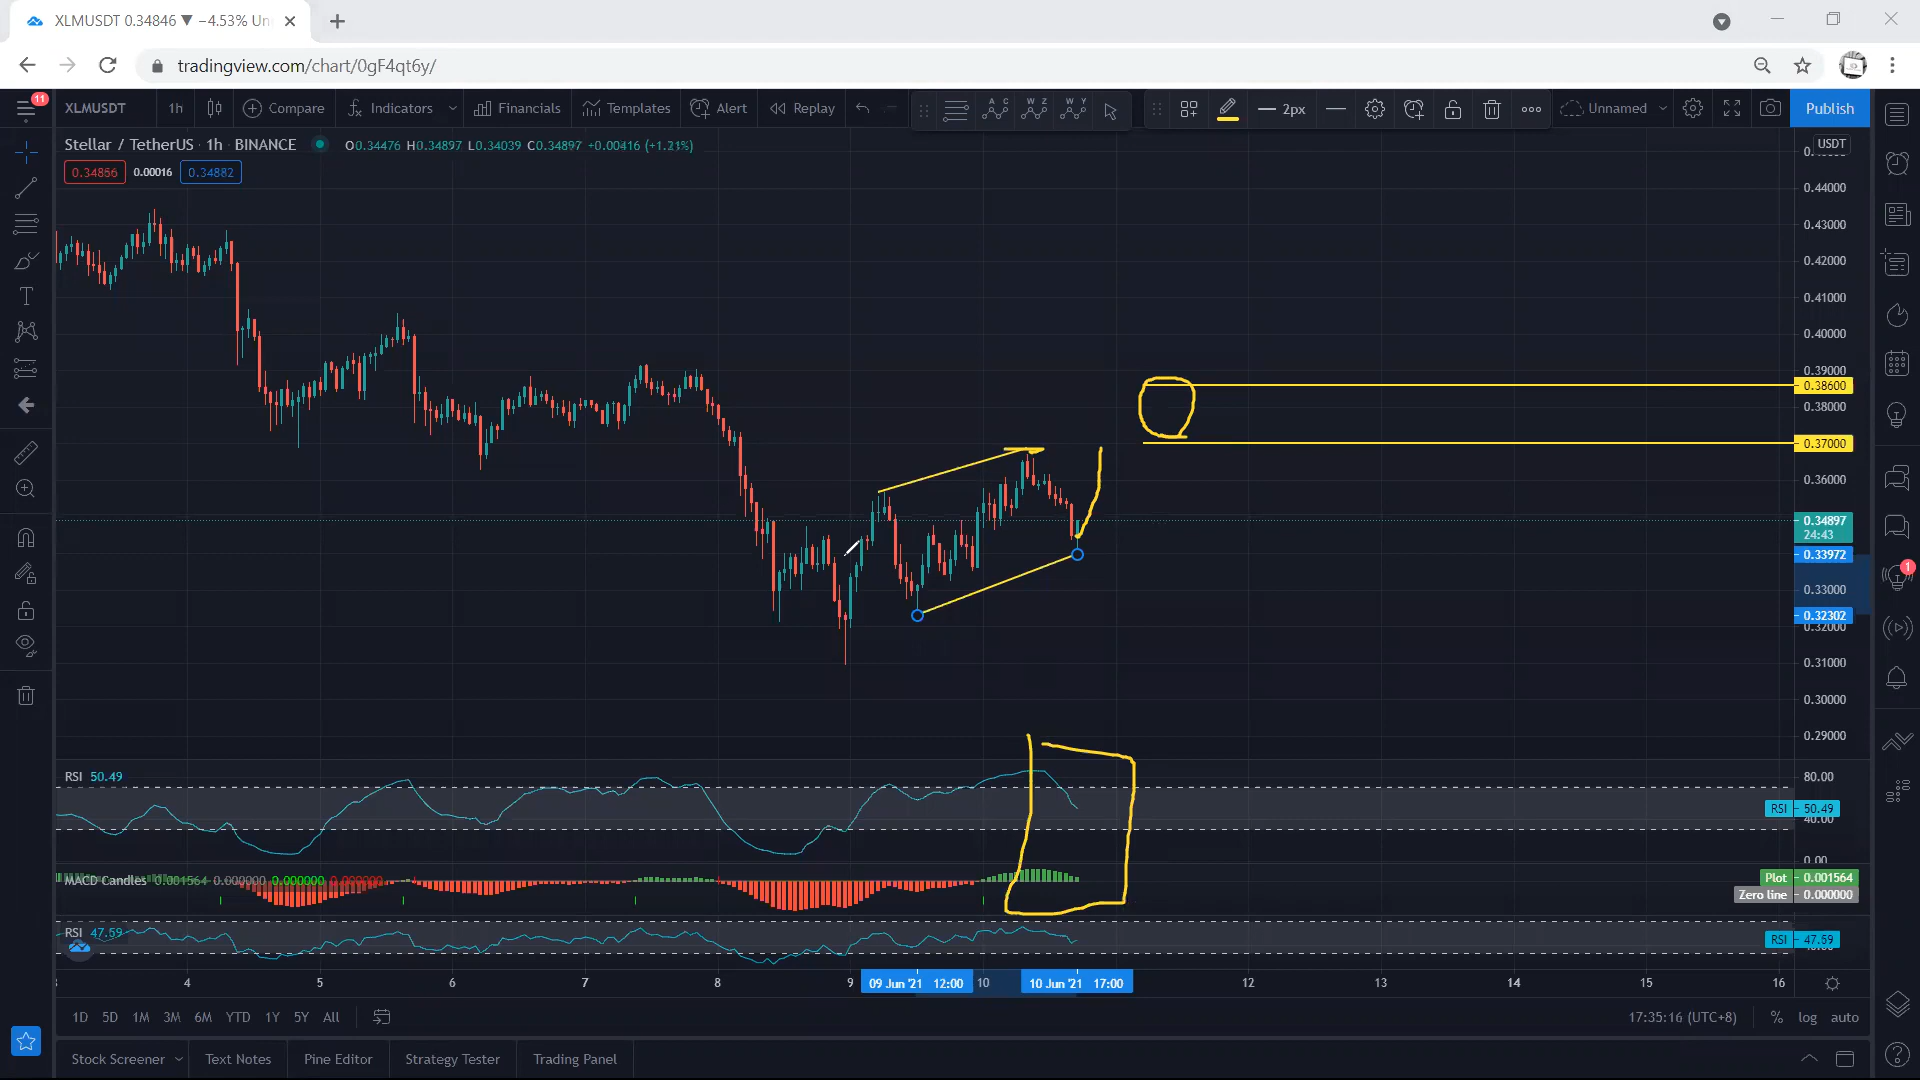 XLMUSDT 0.34846 ▼ −4.53% Un
tradingview.com/chart/0gF4qt6y/
11
XLMUSDT 1h Compare Indicators Financials Templates Alert Replay 2px Unnamed Publish
Stellar / TetherUS · 1h · BINANCE O0.34476 H0.34897 L0.34039 C0.34897 +0.00416 (+1.21%)
USDT
0.34856 0.00016 0.34882
0.44000
0.43000
0.42000
0.41000
0.40000
0.39000
0.38600
0.38000
0.37000
0.36000
0.34897
24:43
0.33972
0.33000
0.32302
0.32000
0.31000
0.30000
0.29000
1
RSI 50.49
80.00
RSI 50.49
40.00
0.00
MACD Candles 0.001564 0.000000 0.000000 0.000000
Plot 0.001564
Zero line 0.000000
RSI 47.59
RSI 47.59
4 5 6 7 8 9 09 Jun '21 12:00 10 10 Jun '21 17:00 12 13 14 15 16
1D 5D 1M 3M 6M YTD 1Y 5Y All 17:35:16 (UTC+8) % log auto
Stock Screener Text Notes Pine Editor Strategy Tester Trading Panel